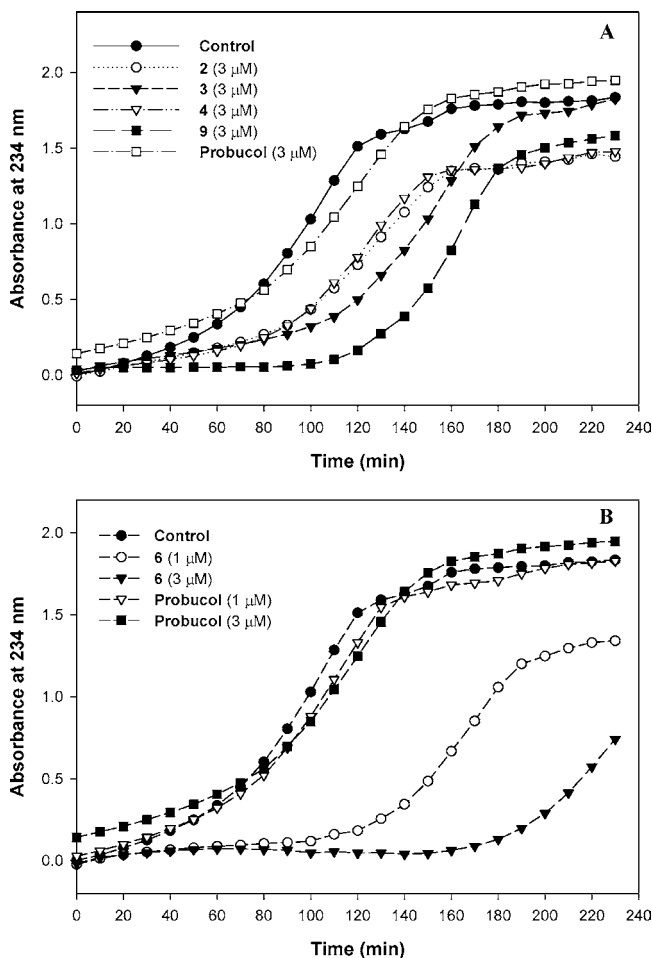 A
Control
2 (3 μM)
3 (3 μM)
4 (3 μM)
9 (3 μM)
Probucol (3 μM)
Absorbance at 234 nm
2.0
1.5
1.0
0.5
0.0
0 20 40 60 80 100 120 140 160 180 200 220 240
Time (min)
B
Control
6 (1 μM)
6 (3 μM)
Probucol (1 μM)
Probucol (3 μM)
Absorbance at 234 nm
2.0
1.5
1.0
0.5
0.0
0 20 40 60 80 100 120 140 160 180 200 220 240
Time (min)